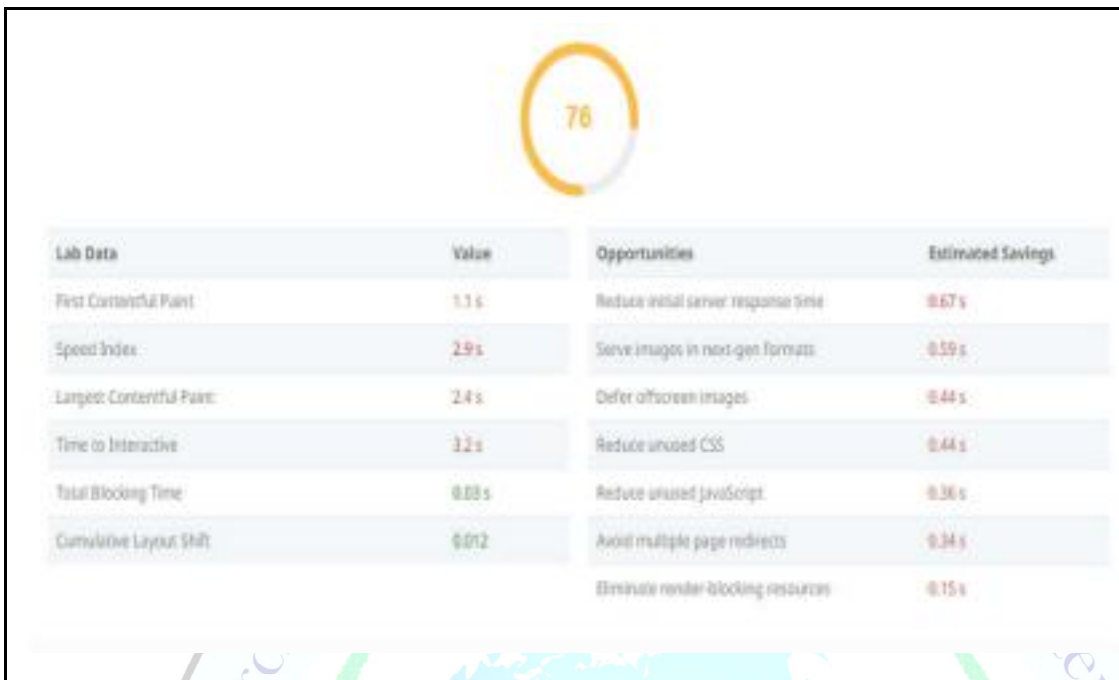 76
Lab Data Value
First Contentful Paint 1.1 s
Speed Index 2.9 s
Largest Contentful Paint 2.4 s
Time to Interactive 3.2 s
Total Blocking Time 0.03 s
Cumulative Layout Shift 0.012
Opportunities Estimated Savings
Reduce initial server response time 0.67 s
Serve images in next-gen formats 0.59 s
Defer offscreen images 0.44 s
Reduce unused CSS 0.44 s
Reduce unused JavaScript 0.36 s
Avoid multiple page redirects 0.34 s
Eliminate render-blocking resources 0.15 s